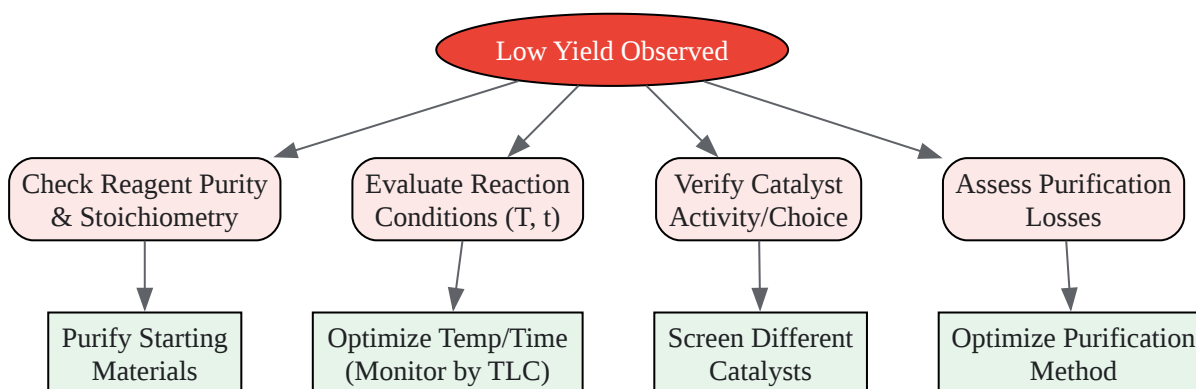 Low Yield Observed
Check Reagent Purity
& Stoichiometry
Evaluate Reaction
Conditions (T, t)
Verify Catalyst
Activity/Choice
Assess Purification
Losses
Purify Starting
Materials
Optimize Temp/Time
(Monitor by TLC)
Screen Different
Catalysts
Optimize Purification
Method